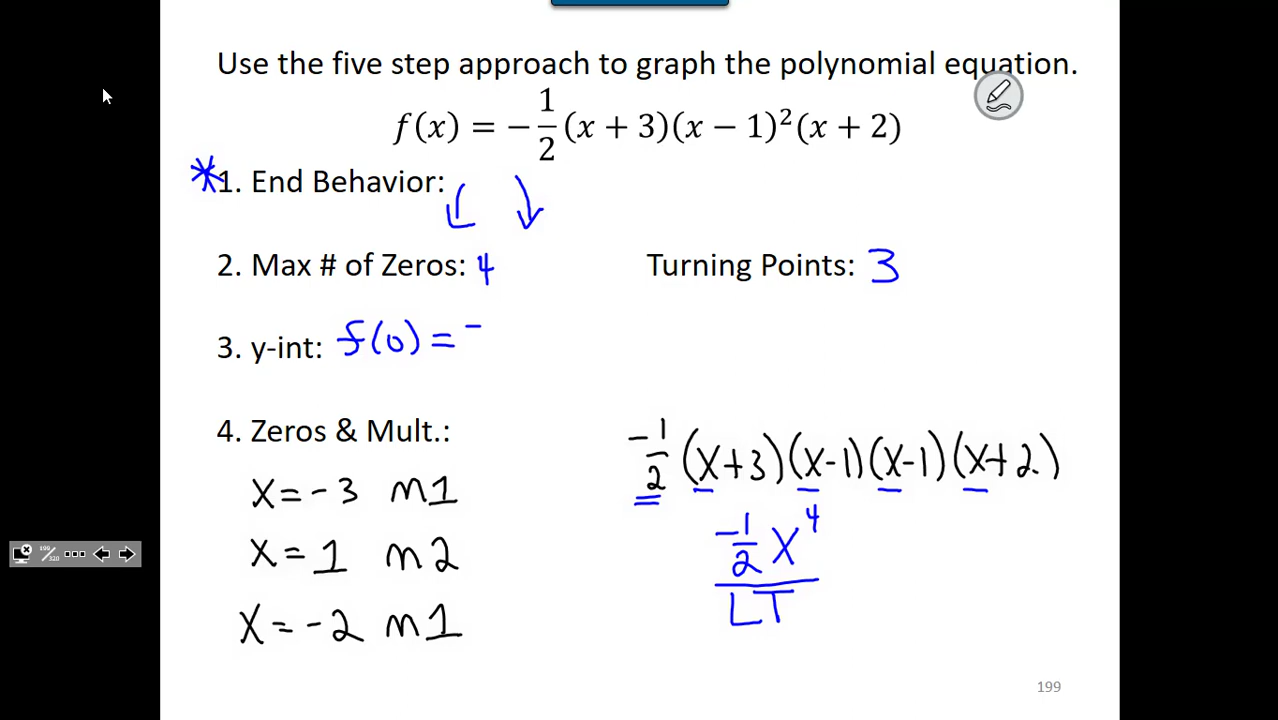 Use the five step approach to graph the polynomial equation.
f(x) = −1/2(x + 3)(x − 1)²(x + 2)
*1. End Behavior: ↙ ↘
2. Max # of Zeros: 4 Turning Points: 3
3. y-int: f(0) = -
4. Zeros & Mult.:
-1/2 (x+3)(x-1)(x-1)(x+2)
x = -3 m1
-1/2 x⁴
x = 1 m2
LT
x = -2 m1
199/320
199